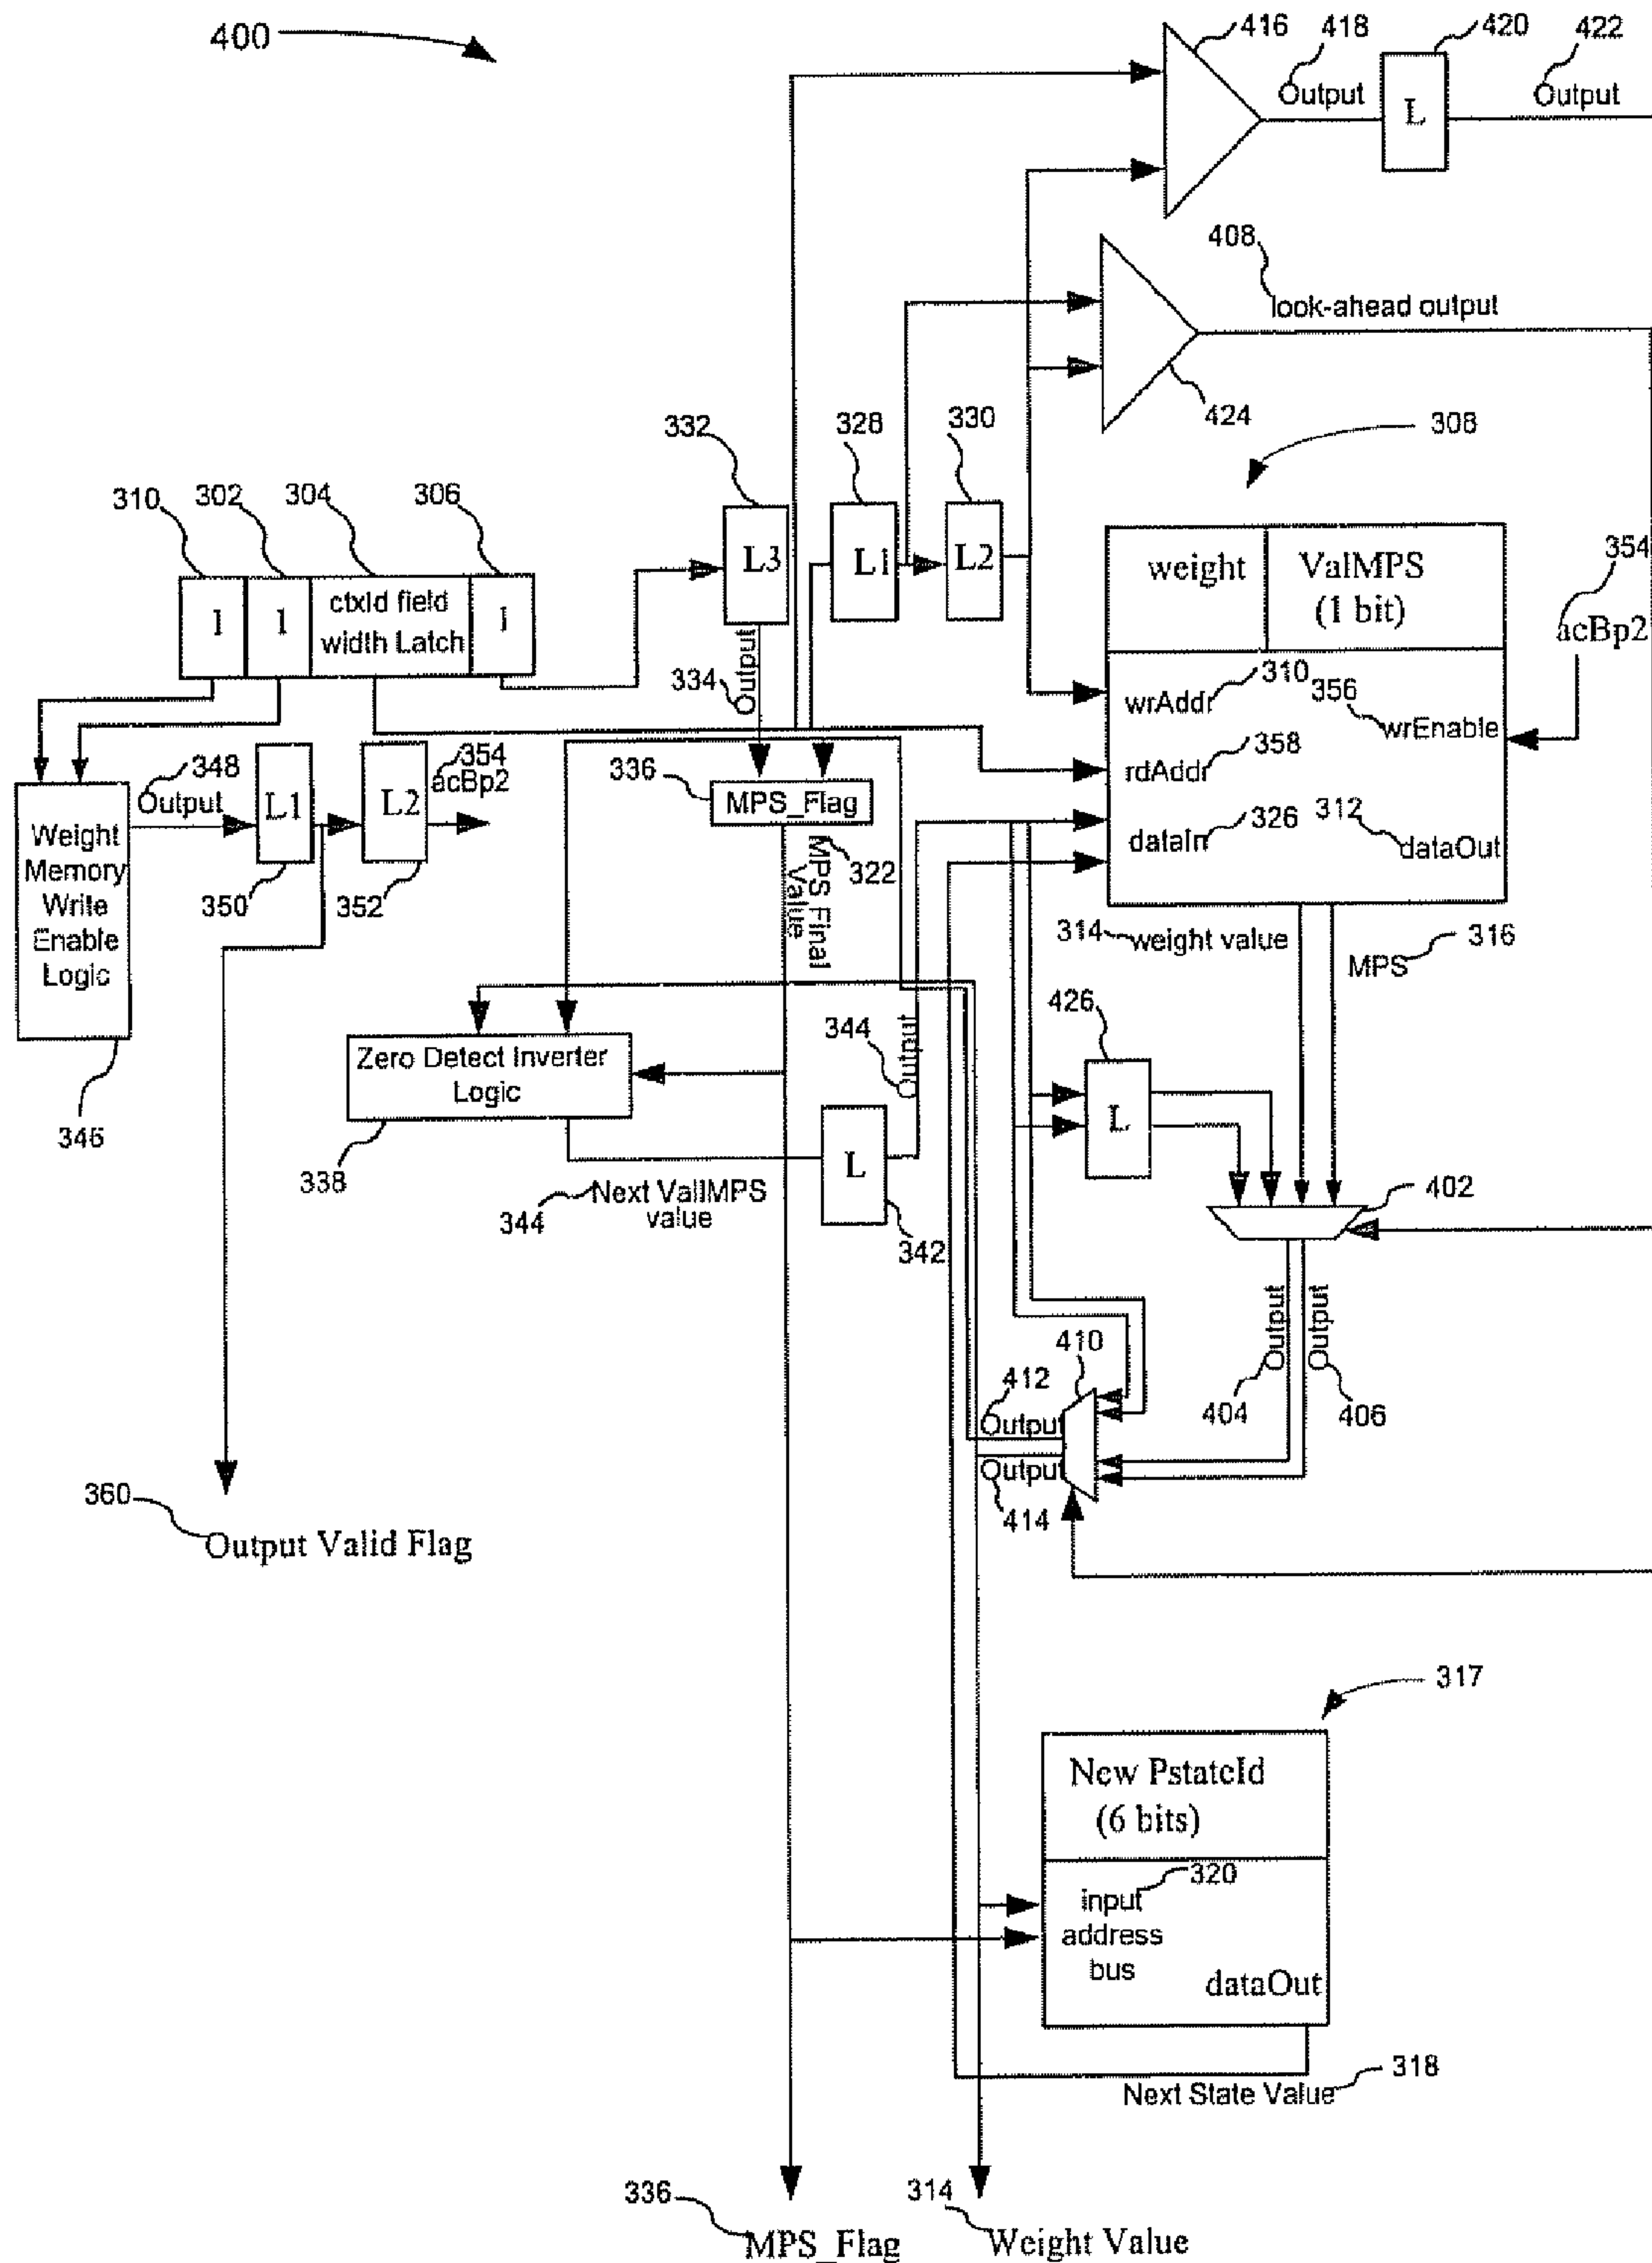 400
416
418
420
422
Output
L
Output
408
look-ahead output
424
332
328
330
308
310
302
304
306
L3
L1
L2
weight
ValMPS
(1 bit)
354
acBp2
1
1
ctxId field
width Latch
1
334
Output
wrAddr
310
356
wrEnable
348
Output
L1
L2
354
acBp2
336
MPS_Flag
rdAddr
358
Weight
Memory
Write
Enable
Logic
350
352
322
MPS Final
Value
dataIn
326
312
dataOut
314
weight value
316
MPS
346
Zero Detect Inverter
Logic
338
344
Output
426
L
L
344
Next ValIMPS
value
342
402
410
412
Output
Output
414
Output
Output
404
406
360
Output Valid Flag
317
New PstateId
(6 bits)
320
input
address
bus
dataOut
Next State Value
318
336
MPS_Flag
314
Weight Value